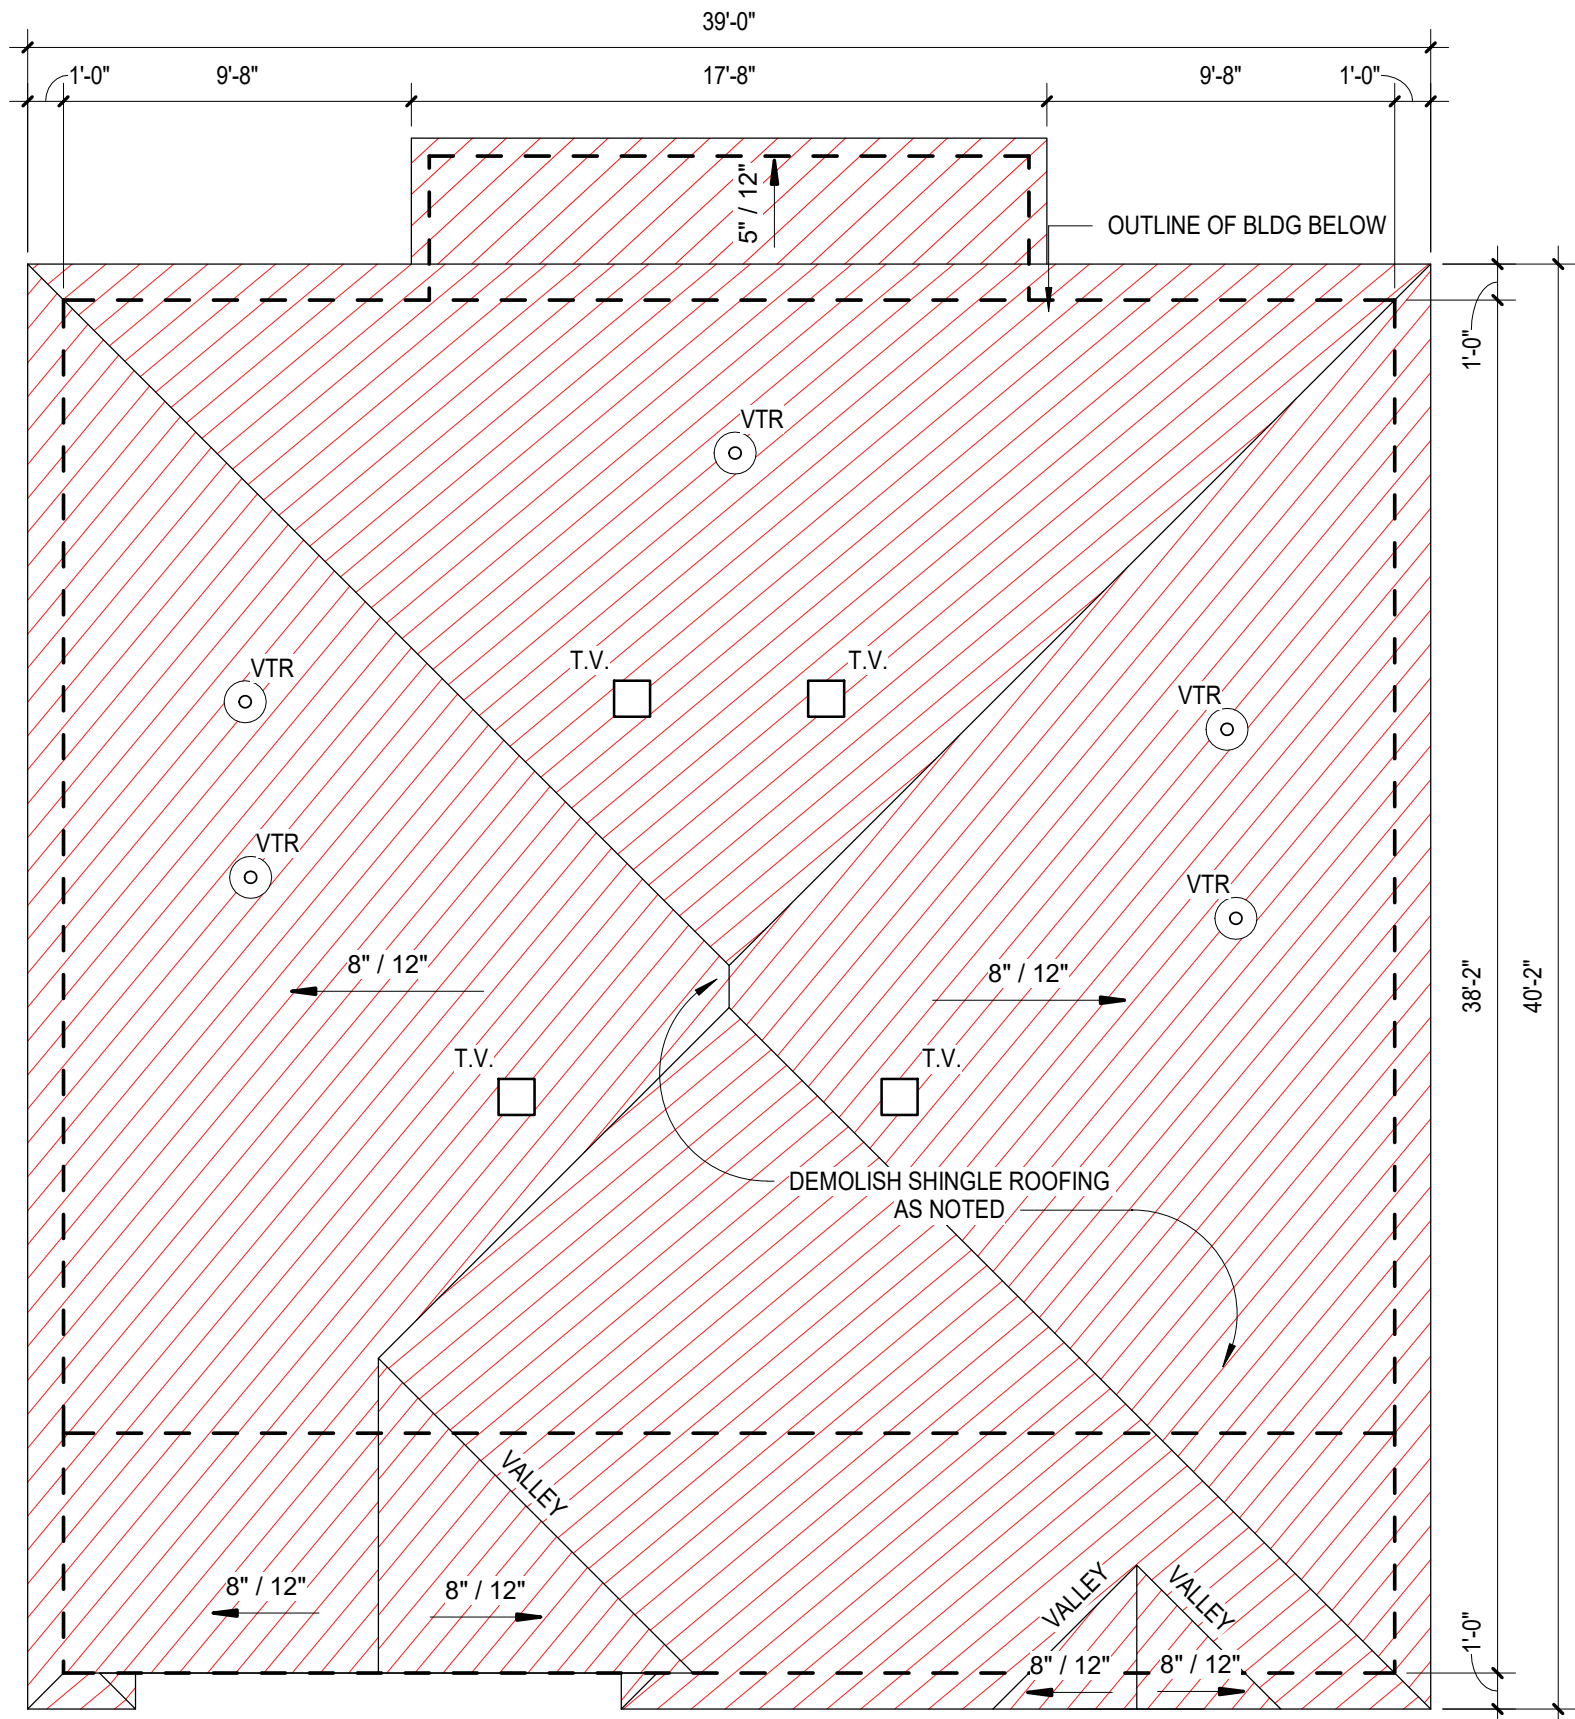 39'-0"
1'-0"
9'-8"
17'-8"
9'-8"
1'-0"
5" / 12"
OUTLINE OF BLDG BELOW
1'-0"
VTR
T.V.
T.V.
VTR
VTR
VTR
VTR
8" / 12"
8" / 12"
38'-2"
40'-2"
T.V.
T.V.
DEMOLISH SHINGLE ROOFING
AS NOTED
VALLEY
8" / 12"
8" / 12"
VALLEY
VALLEY
8" / 12"
8" / 12"
1'-0"